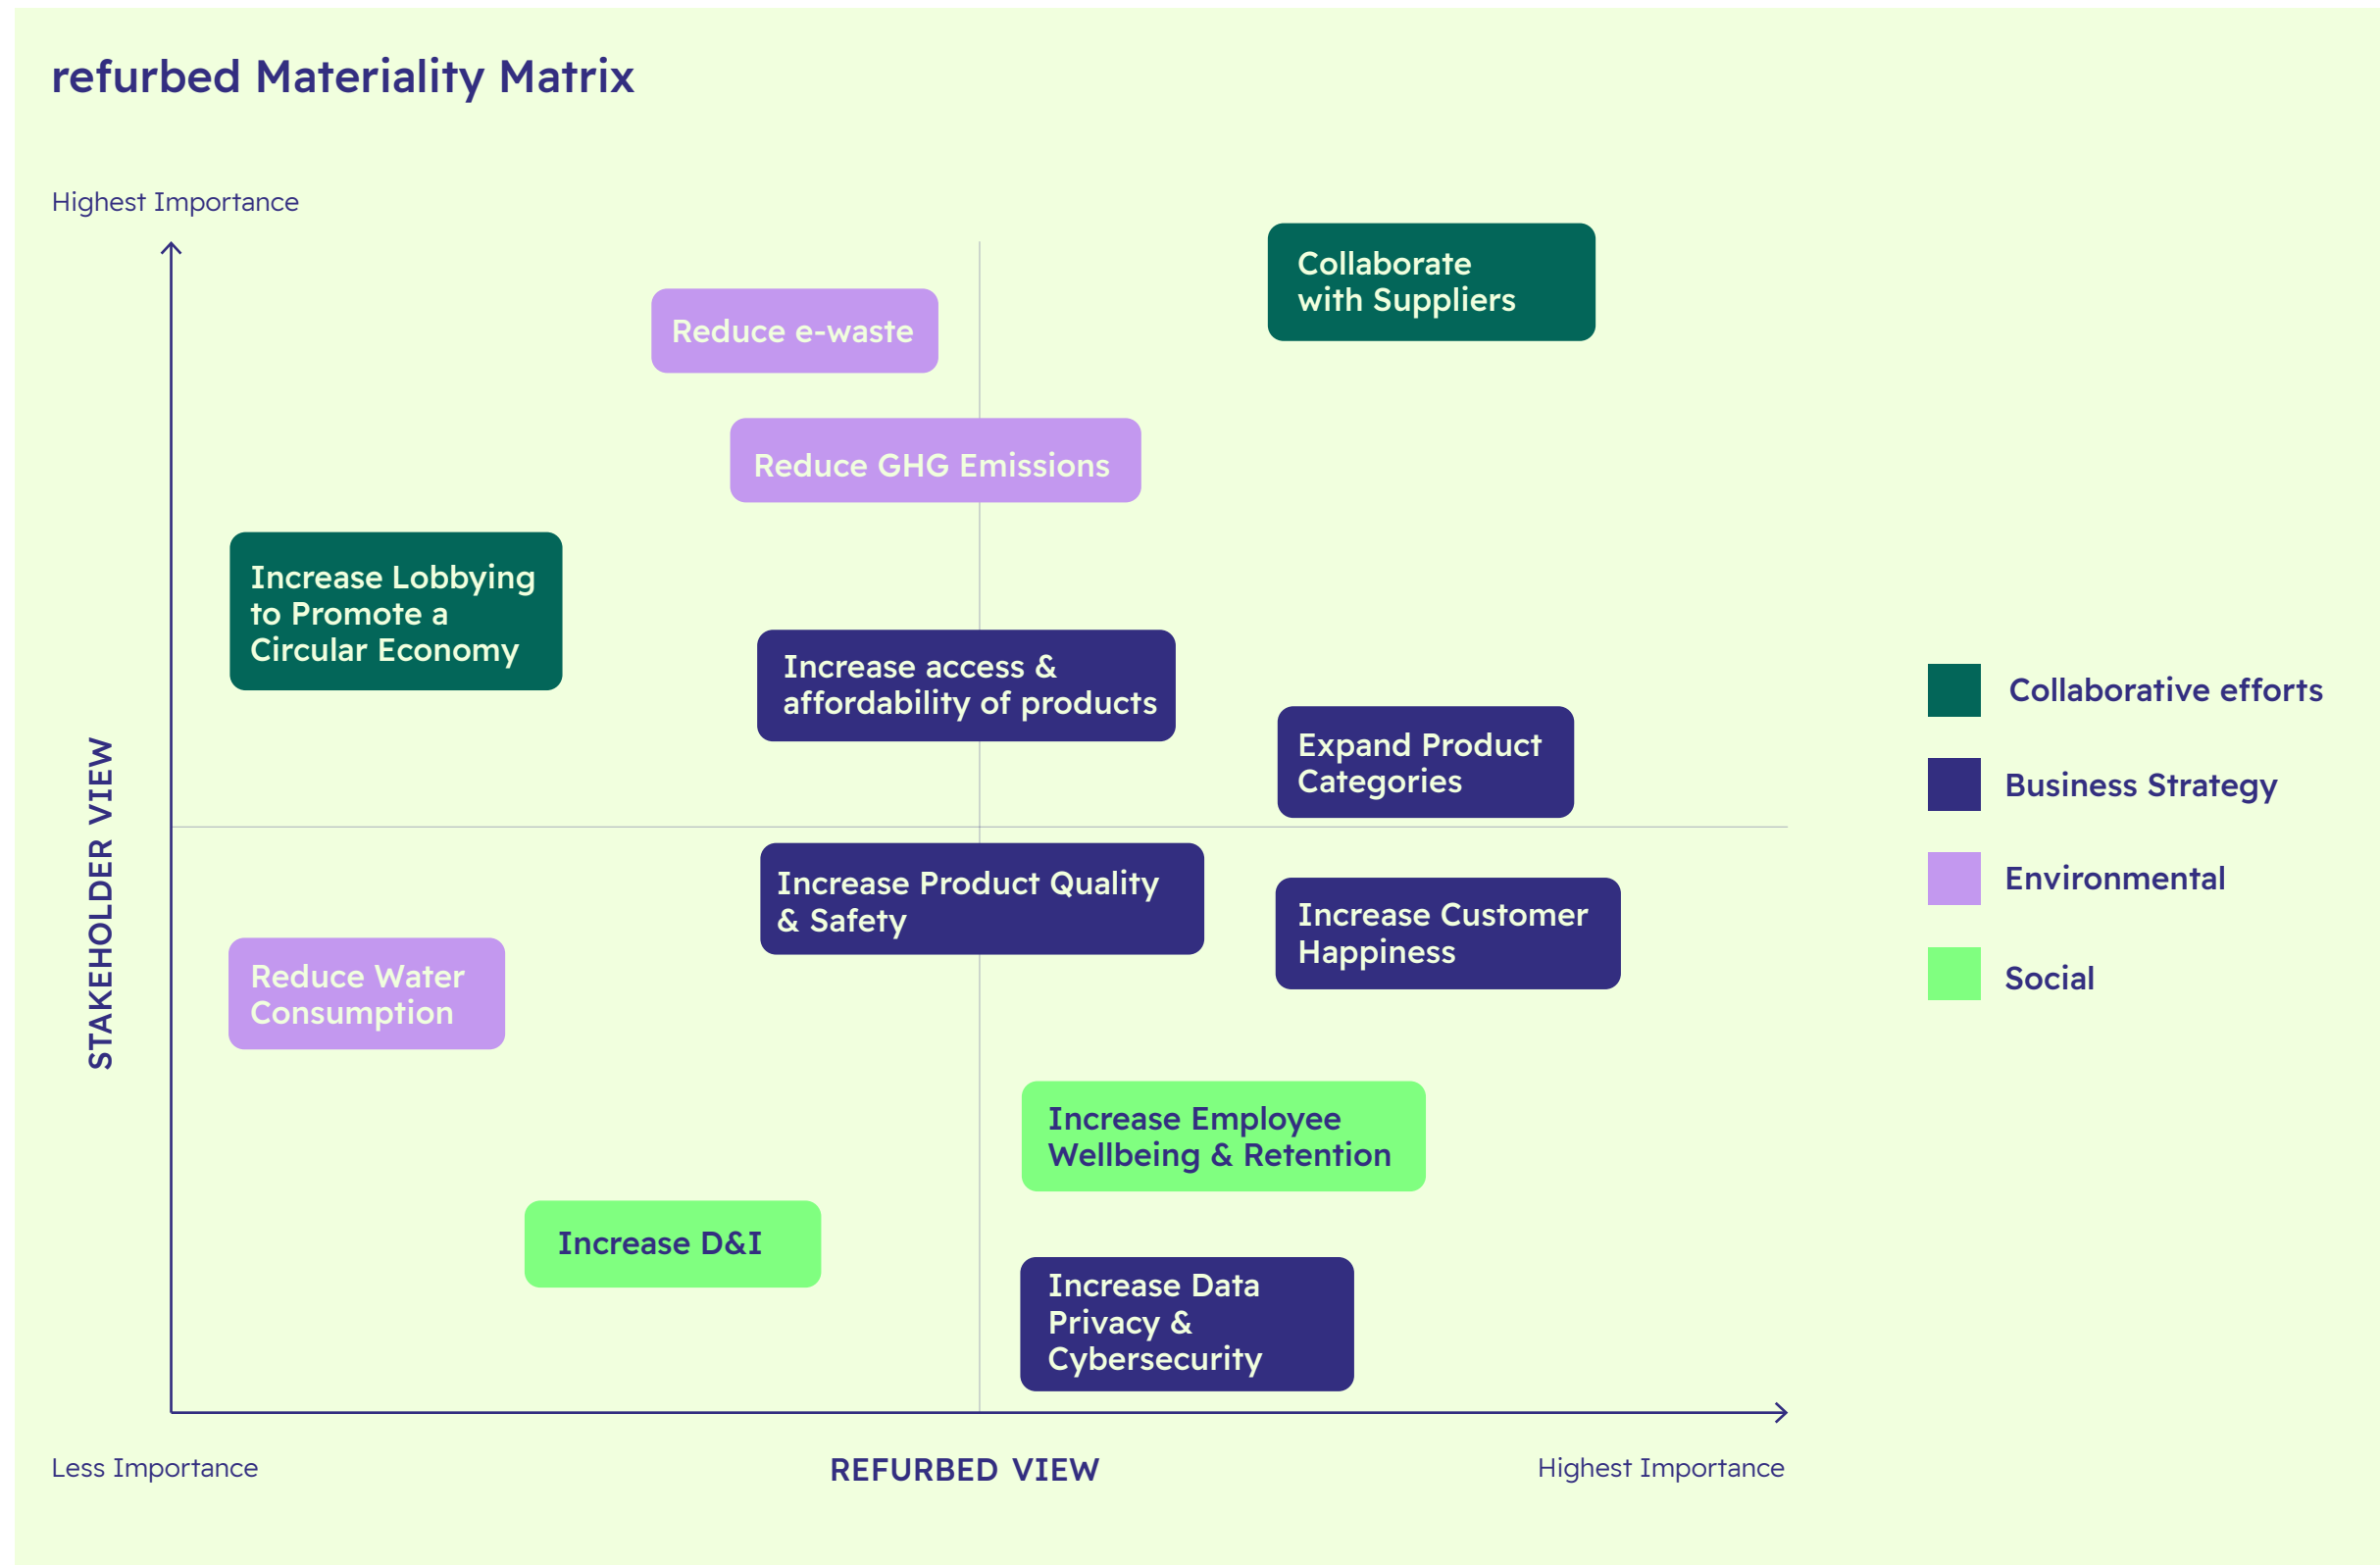 refurbed Materiality Matrix
Highest Importance
Collaborate
with Suppliers
Reduce e-waste
Reduce GHG Emissions
Increase Lobbying
to Promote a
Circular Economy
Increase access &
affordability of products
Expand Product
Categories
STAKEHOLDER VIEW
Increase Product Quality
& Safety
Increase Customer
Happiness
Reduce Water
Consumption
Increase Employee
Wellbeing & Retention
Increase D&I
Increase Data
Privacy &
Cybersecurity
Less Importance
REFURBED VIEW
Highest Importance
Collaborative efforts
Business Strategy
Environmental
Social